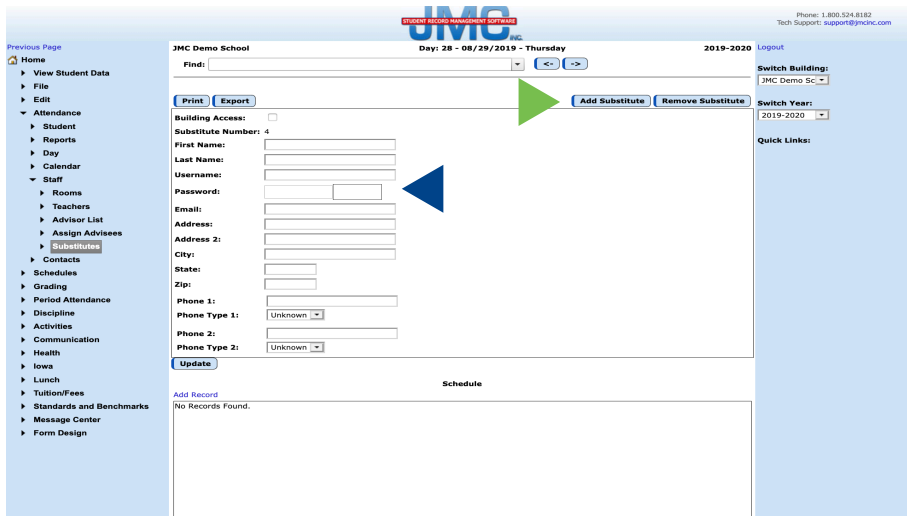 JMC
STUDENT RECORD MANAGEMENT SOFTWARE
INC.
Phone: 1.800.524.8182
Tech Support: support@jmcinc.com
Previous Page
JMC Demo School Day: 28 - 08/29/2019 - Thursday 2019-2020
Logout
Home
View Student Data
File
Edit
Attendance
Student
Reports
Day
Calendar
Staff
Rooms
Teachers
Advisor List
Assign Advisees
Substitutes
Contacts
Schedules
Grading
Period Attendance
Discipline
Activities
Communication
Health
Iowa
Lunch
Tuition/Fees
Standards and Benchmarks
Message Center
Form Design
Find: <- ->
Print Export Add Substitute Remove Substitute
Building Access:
Substitute Number: 4
First Name:
Last Name:
Username:
Password:
Email:
Address:
Address 2:
City:
State:
Zip:
Phone 1:
Phone Type 1: Unknown
Phone 2:
Phone Type 2: Unknown
Update
Schedule
Add Record
No Records Found.
Switch Building:
JMC Demo Sc
Switch Year:
2019-2020
Quick Links: